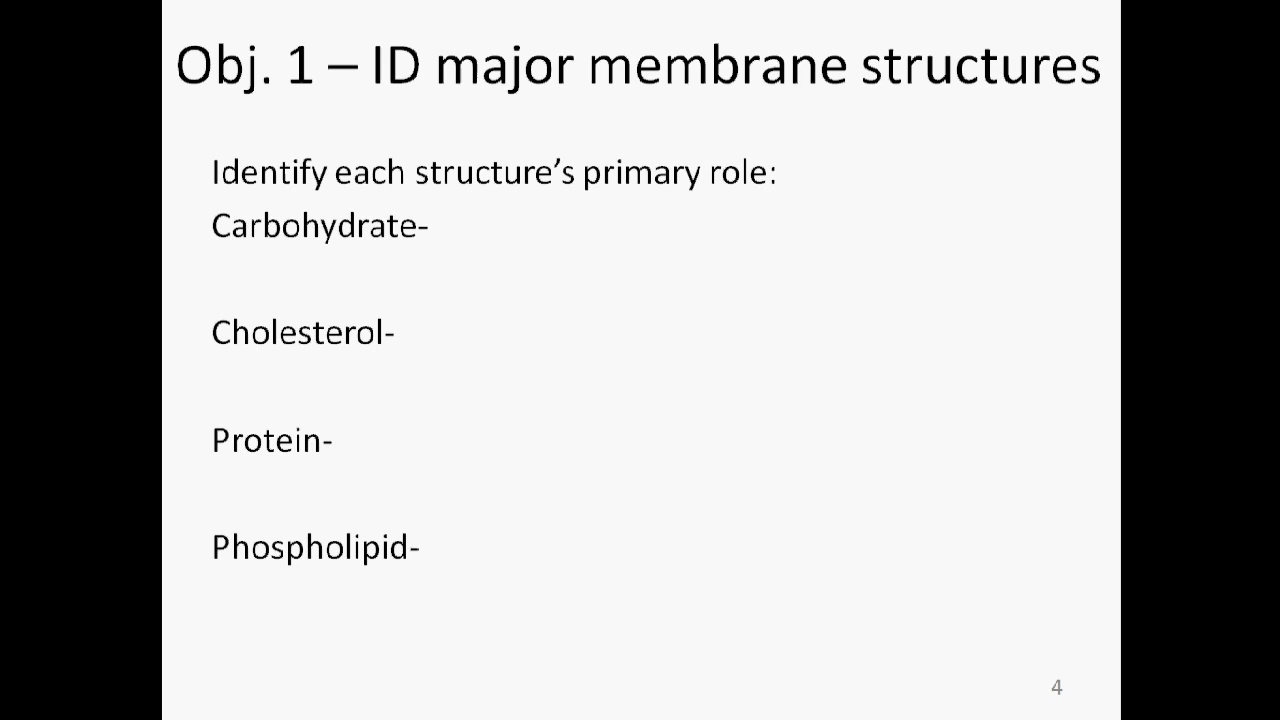 Obj. 1 – ID major membrane structures
Identify each structure’s primary role:
Carbohydrate-
Cholesterol-
Protein-
Phospholipid-
4